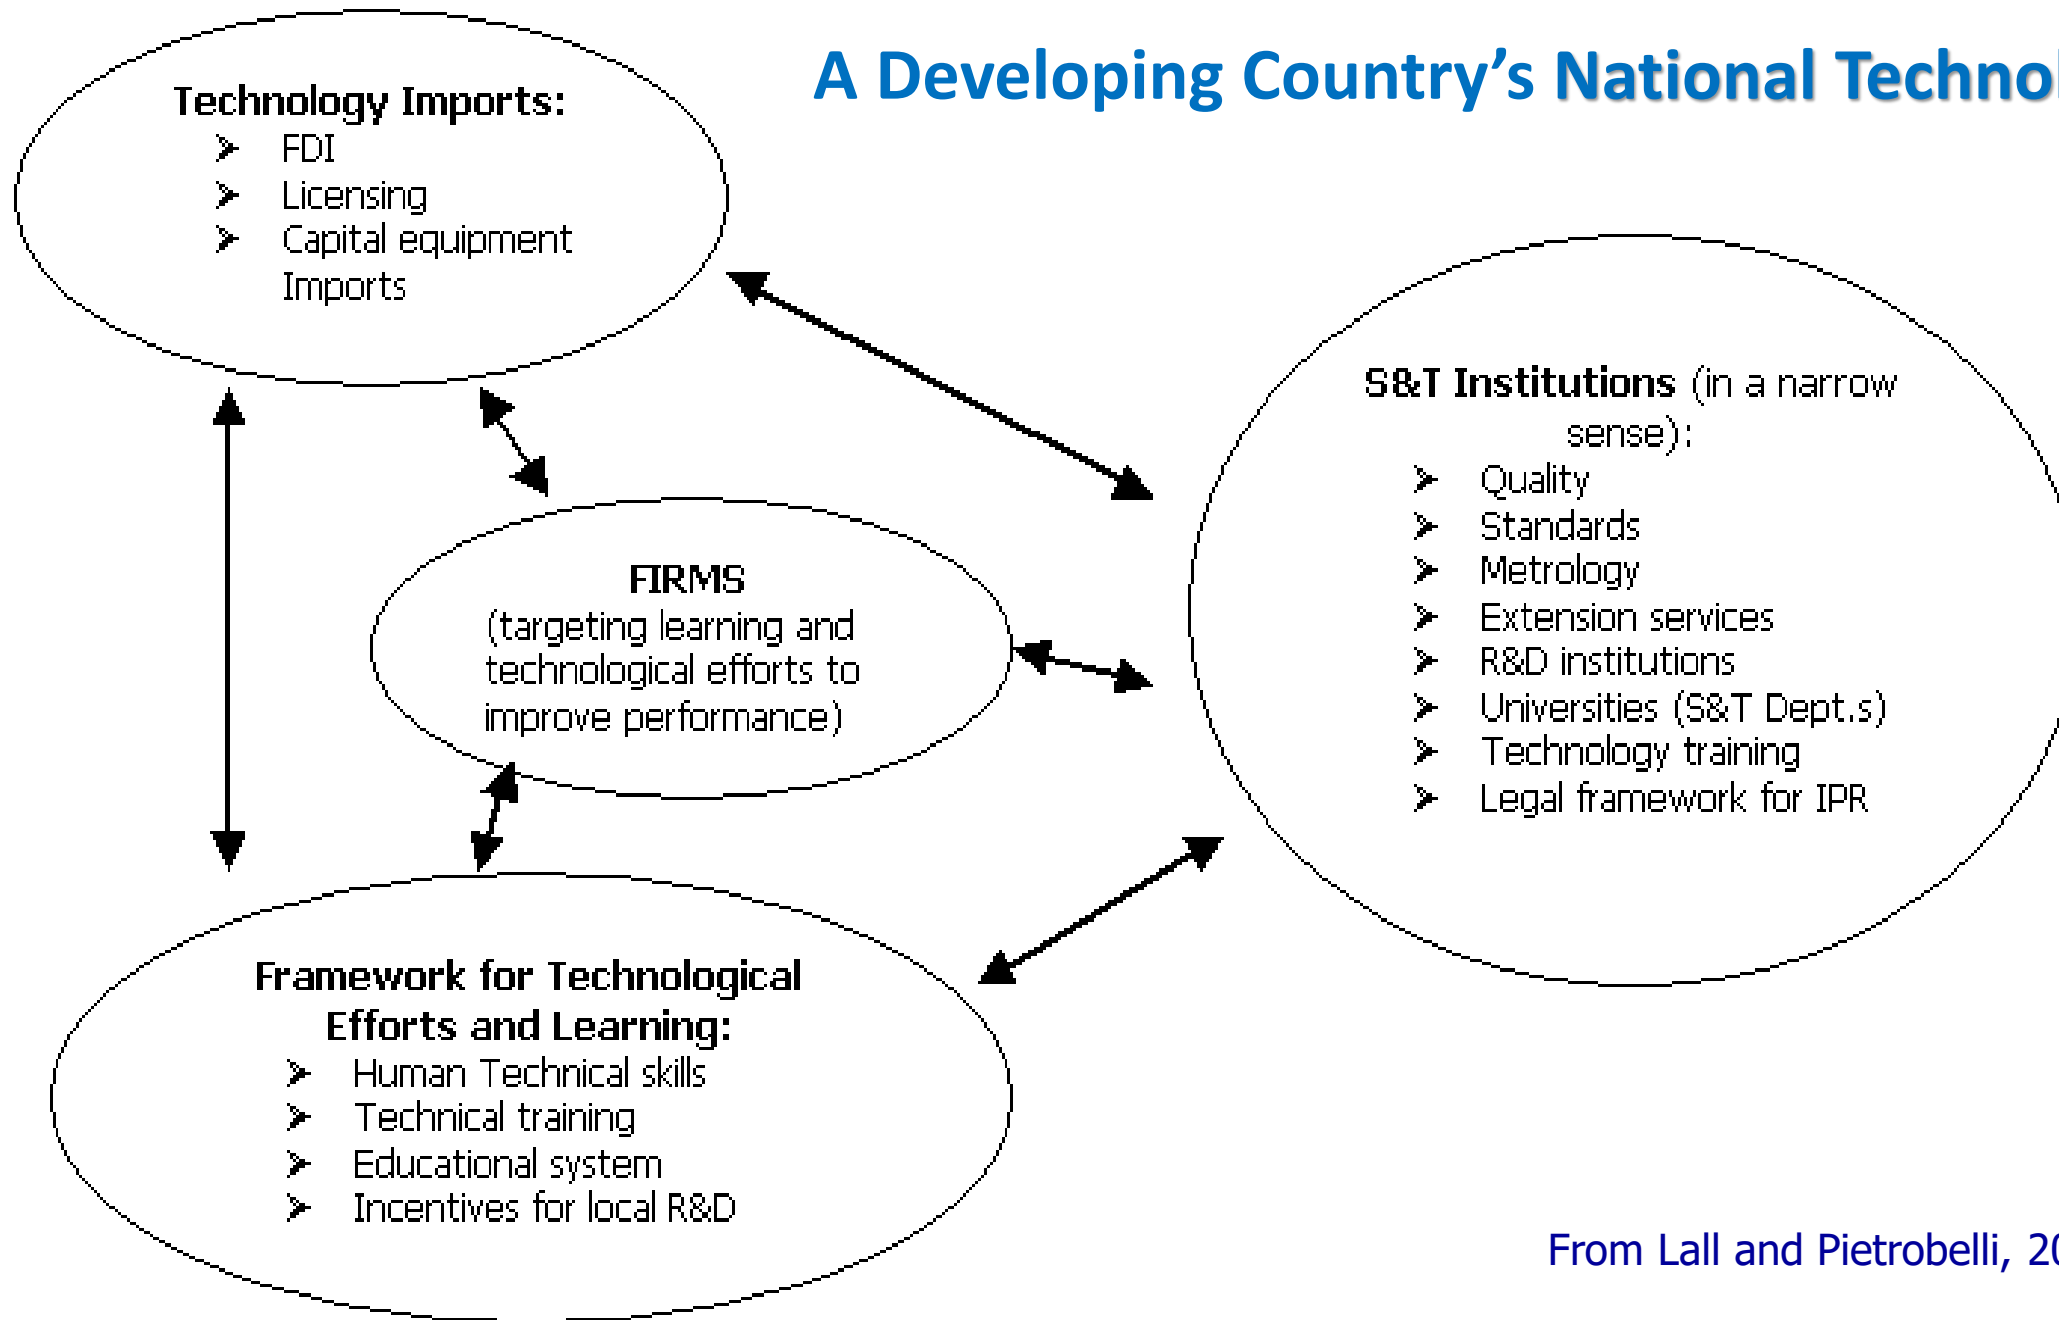 A Developing Country's National
Technology Imports:
➢ FDI
➢ Licensing
➢ Capital equipment
Imports
S&T Institutions (in a narrow
sense):
➢ Quality
➢ Standards
➢ Metrology
➢ Extension services
➢ R&D institutions
➢ Universities (S&T Dept.s)
➢ Technology training
➢ Legal framework for IPR
FIRMS
(targeting learning and
technological efforts to
improve performance)
Framework for Technological
Efforts and Learning:
➢ Human Technical skills
➢ Technical training
➢ Educational system
➢ Incentives for local R&D
From Lall and Pietrobelli,